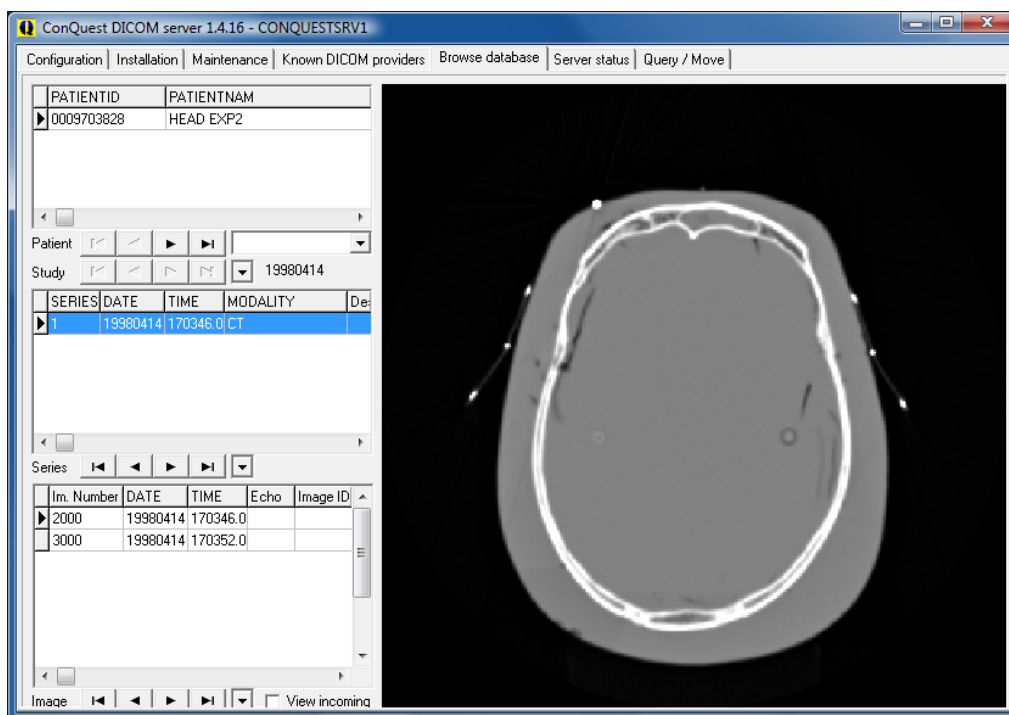 ConQuest DICOM server 1.4.16 - CONQUESTSRV1
Configuration Installation Maintenance Known DICOM providers Browse database Server status Query / Move
PATIENTID PATIENTNAM
0009703828 HEAD EXP2
Patient
Study 19980414
SERIES DATE TIME MODALITY De
1 19980414 170346.0 CT
Series
Im. Number DATE TIME Echo Image ID
2000 19980414 170346.0
3000 19980414 170352.0
Image View incoming